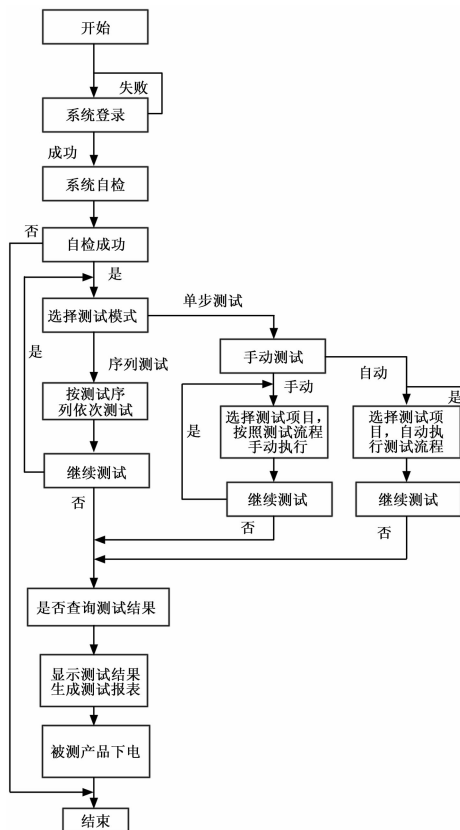 开始
失败
系统登录
成功
系统自检
否
自检成功
是
选择测试模式
单步测试
是
序列测试
手动测试
自动
手动
是
按测试序
列依次测试
是
选择测试项目，
按照测试流程
手动执行
选择测试项
目，自动执
行测试流程
继续测试
继续测试
继续测试
否
否
否
是否查询测试结果
显示测试结果
生成测试报表
被测产品下电
结束